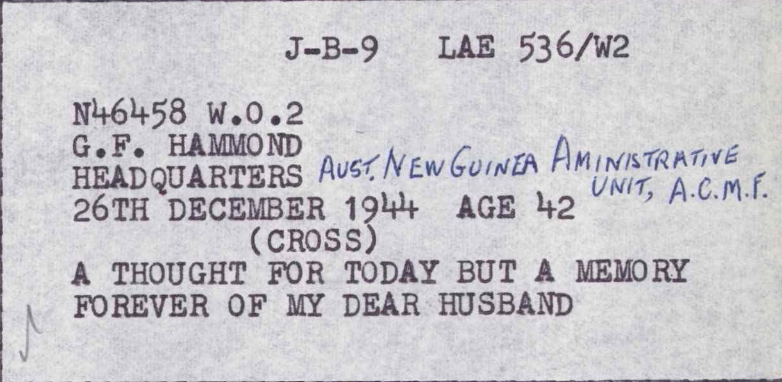 J-B-9 LAE 536/W2
N46458 W.O.2
G.F. HAMMOND
HEADQUARTERS AUST. NEW GUINEA AMINISTRATIVE
UNIT, A.C.M.F.
26TH DECEMBER 1944 AGE 42
(CROSS)
A THOUGHT FOR TODAY BUT A MEMORY
FOREVER OF MY DEAR HUSBAND